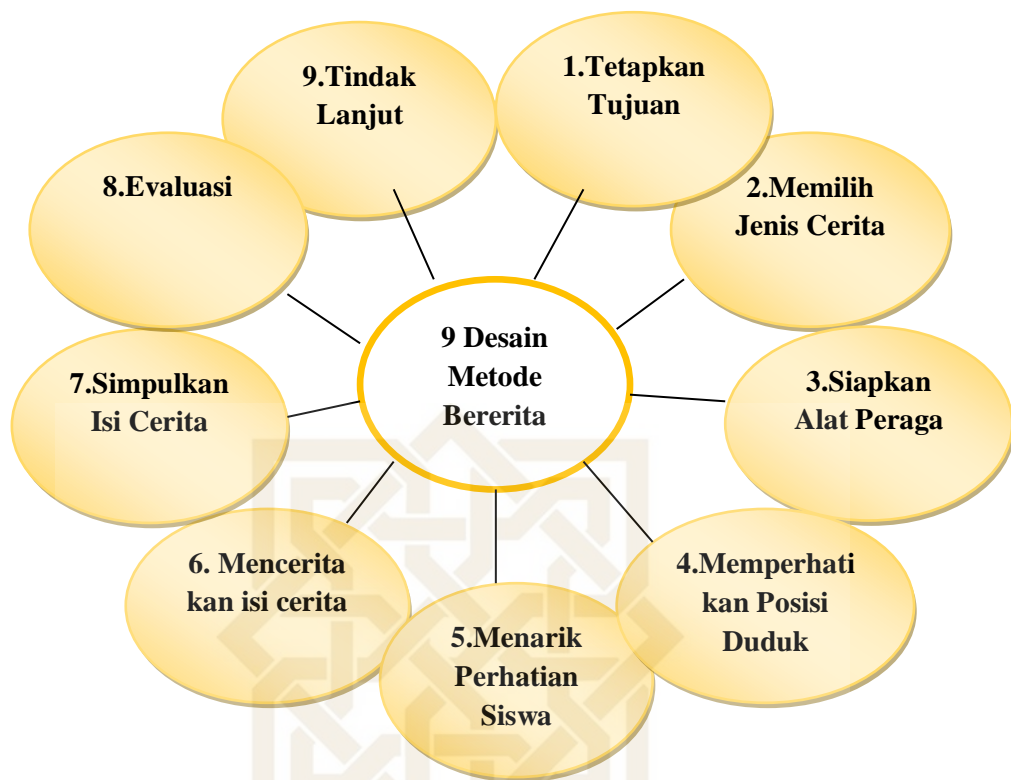 9 Desain
Metode
Bererita
1.Tetapkan
Tujuan
2.Memilih
Jenis Cerita
3.Siapkan
Alat Peraga
4.Memperhati
kan Posisi
Duduk
5.Menarik
Perhatian
Siswa
6. Mencerita
kan isi cerita
7.Simpulkan
Isi Cerita
8.Evaluasi
9.Tindak
Lanjut